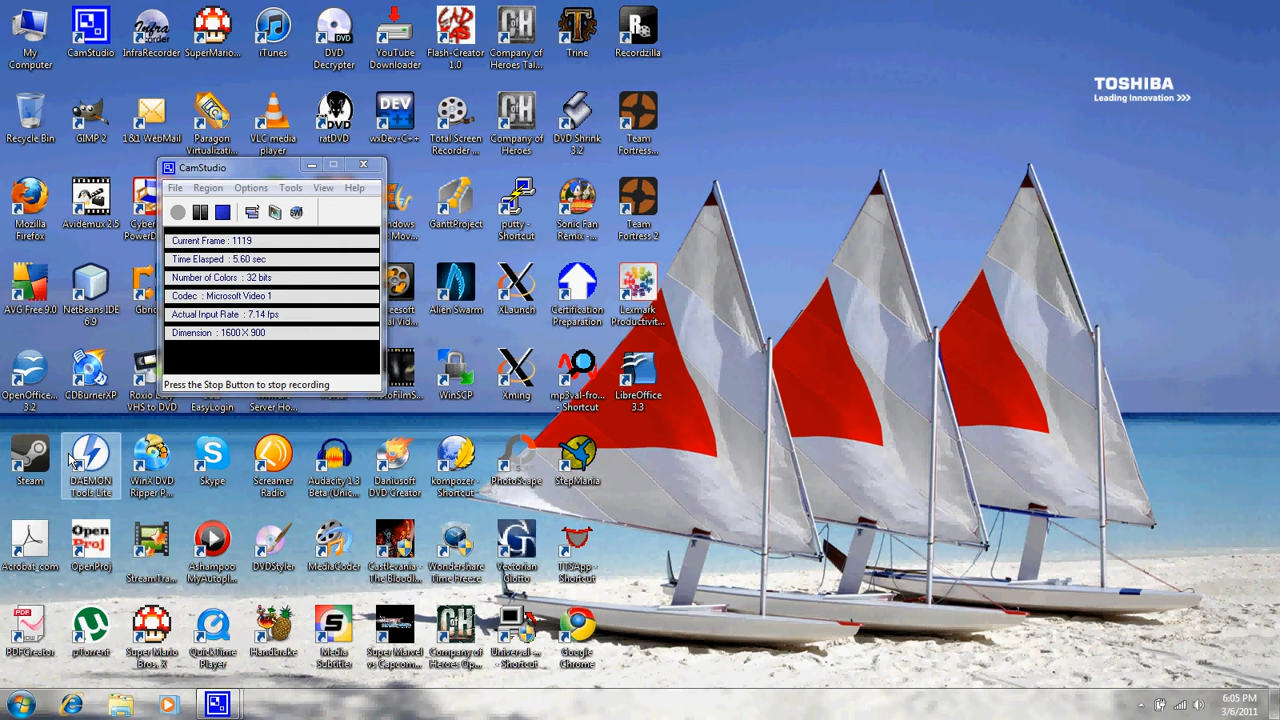 My
Computer
CamStudio
InfraRecorder
SuperMario...
iTunes
DVD
Decrypter
YouTube
Downloader
Flash-Creator
1.0
Company of
Heroes Tal...
Trine
Recordzilla
TOSHIBA
Leading Innovation >>>
Recycle Bin
GIMP 2
1&1 WebMail
Paragon
Virtualizati...
VLC media
player
ratDVD
wxDev-C++
Total Screen
Recorder ...
Company of
Heroes
DVD Shrink
3.2
Team
Fortress...
CamStudio
File Region Options Tools View Help
Current Frame : 1119
Time Elasped : 5.60 sec
Number of Colors : 32 bits
Codec : Microsoft Video 1
Actual Input Rate : 7.14 fps
Dimension : 1600 X 900
Press the Stop Button to stop recording
Mozilla
Firefox
Avidemux 2.5
GanttProject
putty -
Shortcut
Sonic Fan
Remix -...
Team
Fortress 2
AVG Free 9.0
NetBeans IDE
6.9
Alien Swarm
XLaunch
Certification
Preparation
Lexmark
Productivit...
OpenOffice....
3.2
CDBurnerXP
Roxio Easy
VHS to DVD
EasyLogin
Server Ho...
WinSCP
Xming
mp3val-fro...
- Shortcut
LibreOffice
3.3
Steam
DAEMON
Tools Lite
WinX DVD
Ripper P...
Skype
Screamer
Radio
Audacity 1.3
Beta (Unic...
Daniusoft
DVD Creator
kompozer -
Shortcut
PhotoScape
StepMania
Acrobat_com
OpenProj
StreamTra...
Ashampoo
MyAutopl...
DVDStyler
MediaCoder
Castlevania -
The Bloodl...
Wondershare
Time Freeze
Vectorian
Giotto
TTSApp -
Shortcut
PDFCreator
µTorrent
Super Mario
Bros. X
QuickTime
Player
Handbrake
Media
Subtitler
Super Marvel
vs Capcom...
Company of
Heroes Op...
Universal-...
- Shortcut
Google
Chrome
6:05 PM
3/6/2011